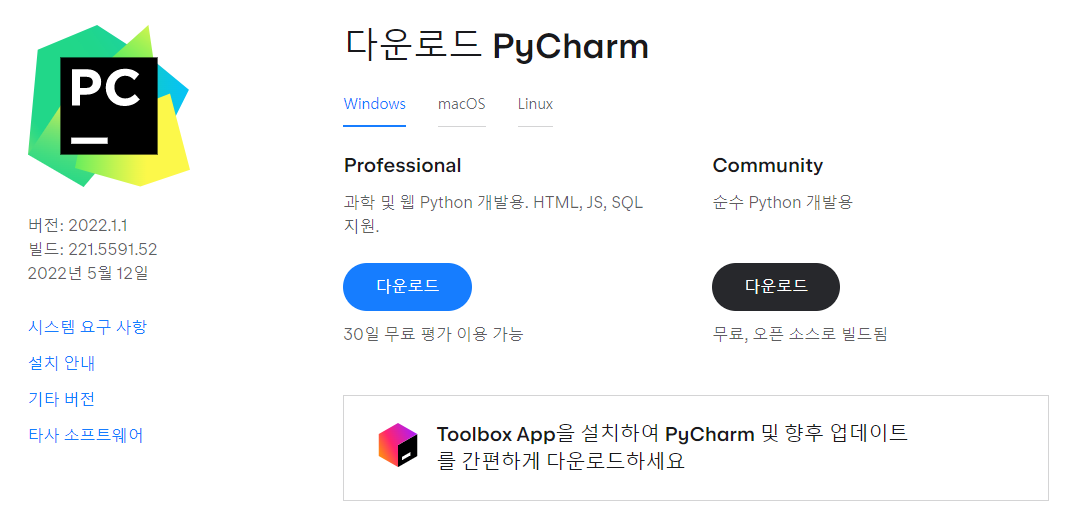 PC
다운로드 PyCharm
Windows macOS Linux
Professional
과학 및 웹 Python 개발용. HTML, JS, SQL
지원.
다운로드
30일 무료 평가 이용 가능
Community
순수 Python 개발용
다운로드
무료, 오픈 소스로 빌드됨
버전: 2022.1.1
빌드: 221.5591.52
2022년 5월 12일
시스템 요구 사항
설치 안내
기타 버전
타사 소프트웨어
Toolbox App을 설치하여 PyCharm 및 향후 업데이트
를 간편하게 다운로드하세요